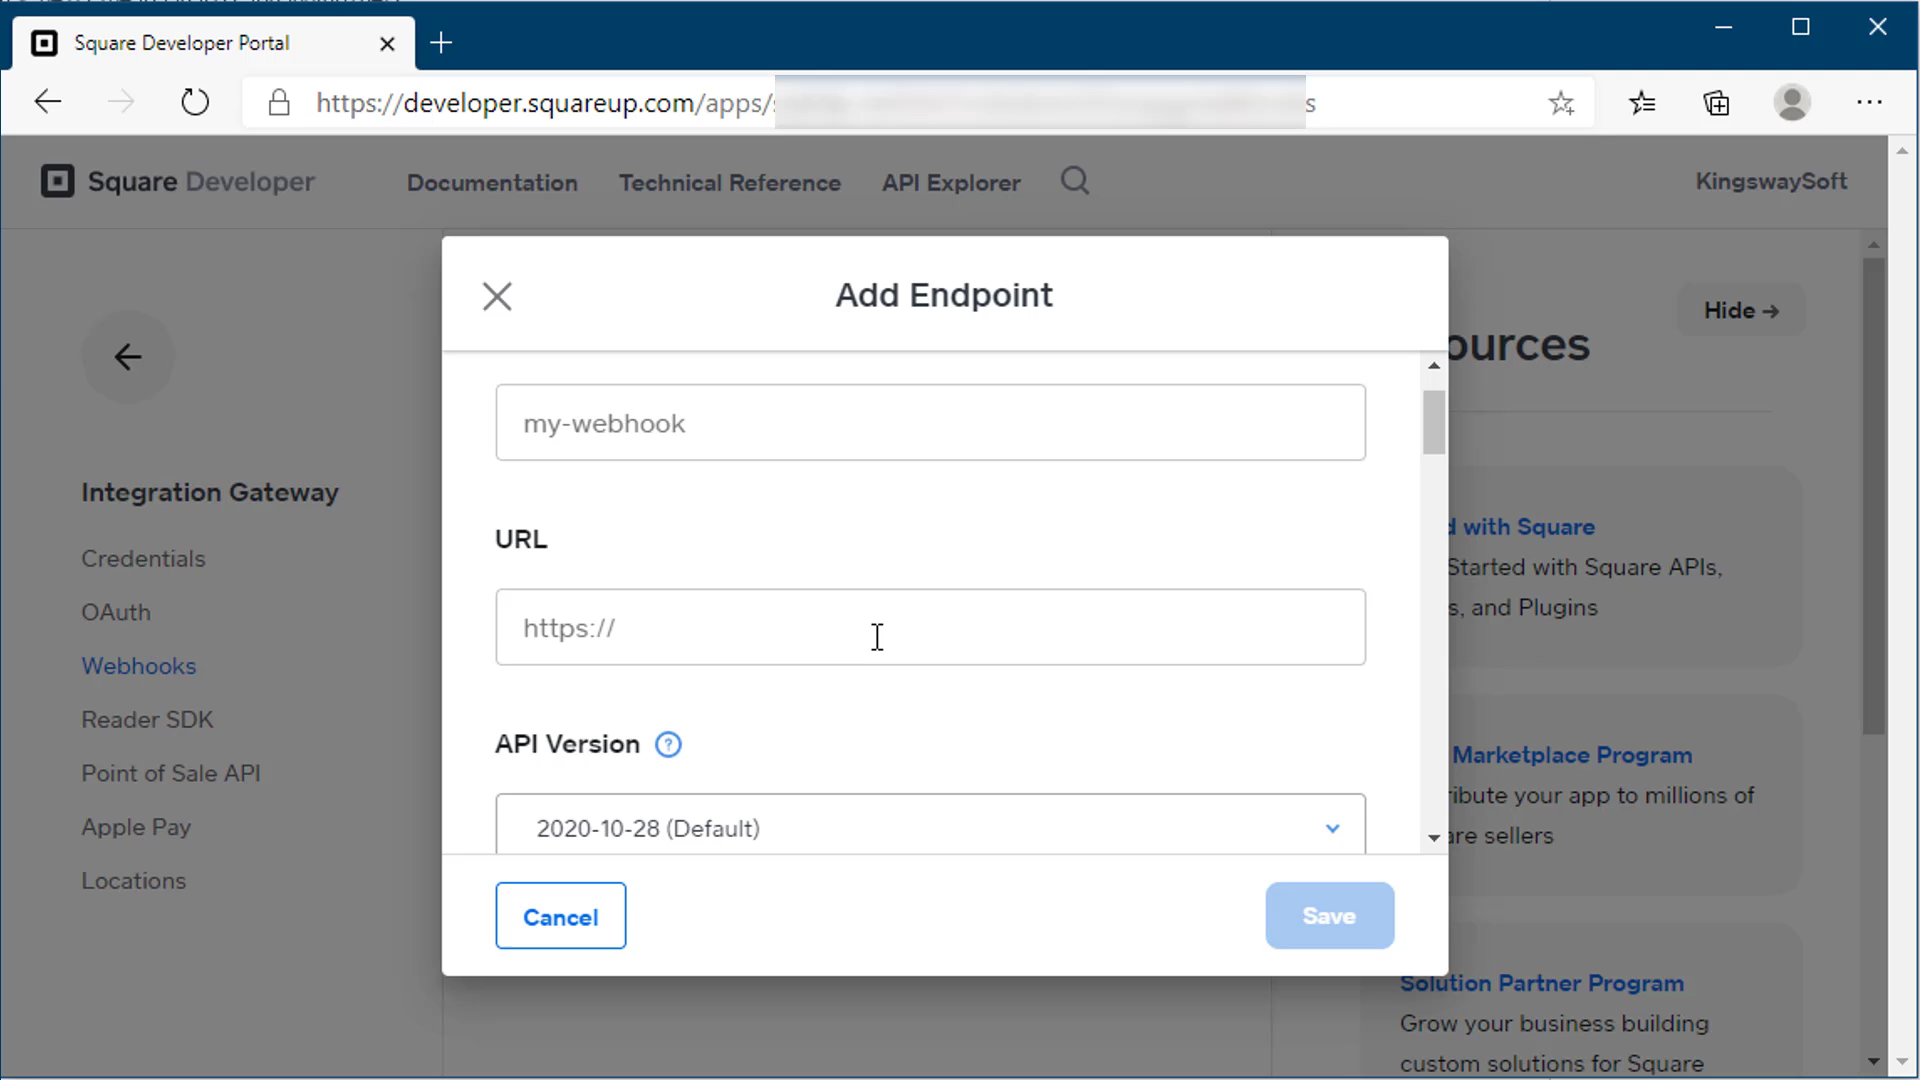 Square Developer Portal
https://developer.squareup.com/apps/
s
Square Developer
Documentation
Technical Reference
API Explorer
KingswaySoft
Integration Gateway
Credentials
OAuth
Webhooks
Reader SDK
Point of Sale API
Apple Pay
Locations
Add Endpoint
my-webhook
URL
https://
API Version ?
2020-10-28 (Default)
Cancel
Save
Hide →
ources
d with Square
Started with Square APIs,
s, and Plugins
Marketplace Program
ibute your app to millions of
are sellers
Solution Partner Program
Grow your business building
custom solutions for Square